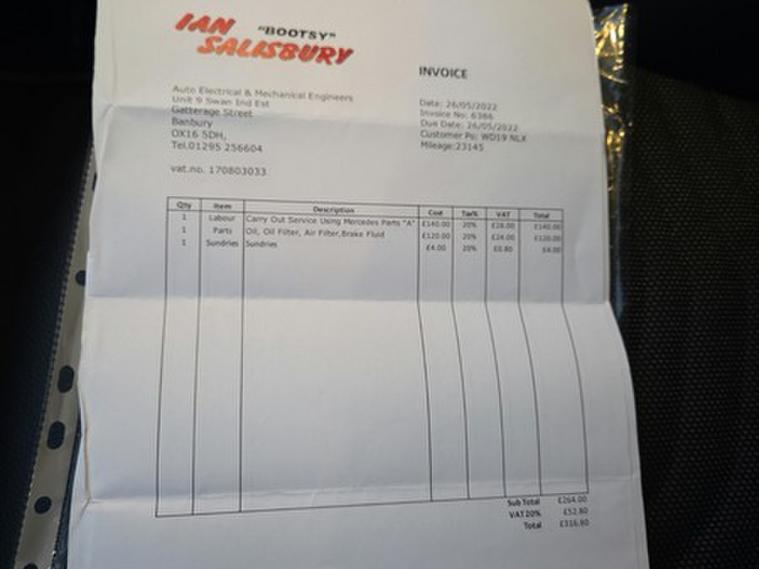 IAN "BOOTSY"
SALISBURY
INVOICE
Auto Electrical & Mechanical Engineers
Unit 9 Swan Ind Est
Gatterage Street
Banbury
OX16 5DH,
Tel.01295 256604
vat.no. 170803033
Date: 26/05/2022
Invoice No: 6386
Due Date: 26/05/2022
Customer Po: WD19 NLX
Mileage:23145
Qty Item Description Cost Tax% VAT Total
1 Labour Carry Out Service Using Mercedes Parts "A" £140.00 20% £28.00 £140.00
1 Parts Oil, Oil Filter, Air Filter,Brake Fluid £120.00 20% £24.00 £120.00
1 Sundries Sundries £4.00 20% £0.80 £4.00
Sub Total £264.00
VAT20% £52.80
Total £316.80